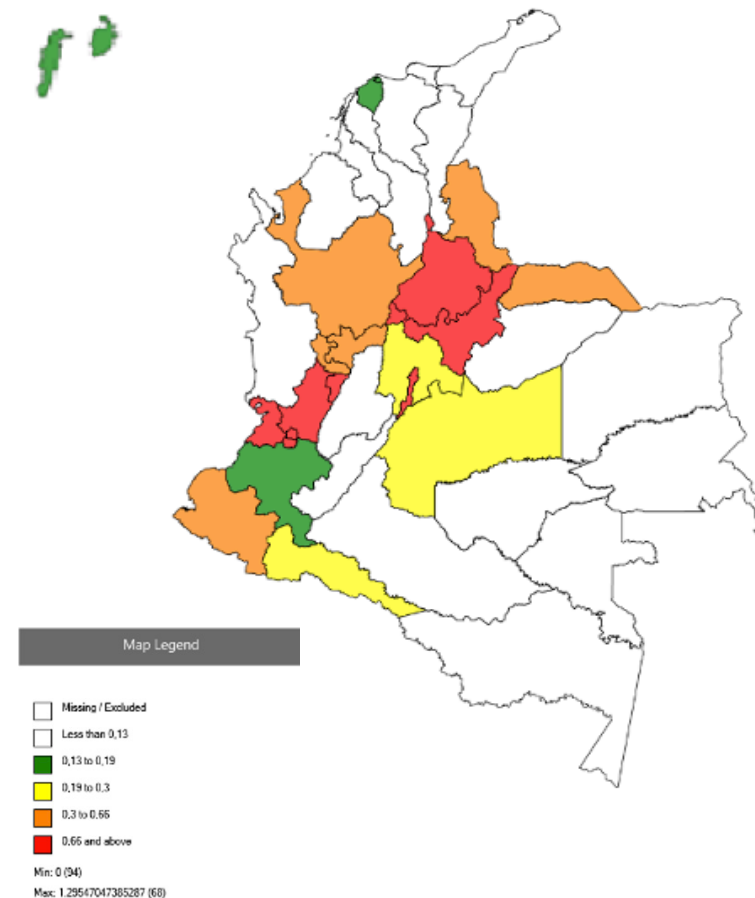 Map Legend
Missing / Excluded
Less than 0,13
0,13 to 0,19
0,19 to 0,3
0,3 to 0,66
0,66 and above
Min: 0 (94)
Max: 1.29547047385287 (68)